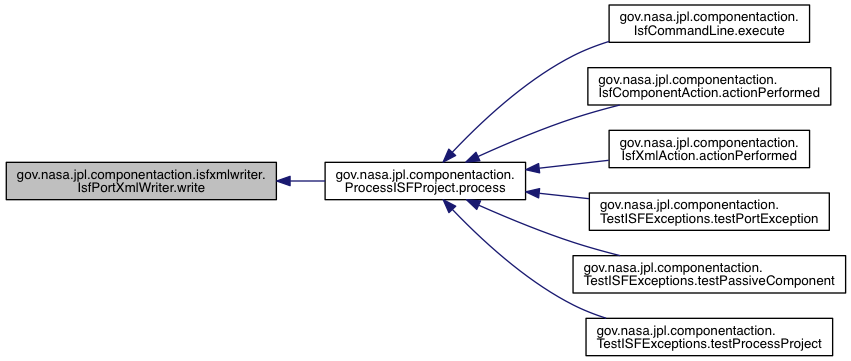 gov.nasa.jpl.componentaction.
IsfCommandLine.execute
gov.nasa.jpl.componentaction.
IsfComponentAction.actionPerformed
gov.nasa.jpl.componentaction.
IsfXmlAction.actionPerformed
gov.nasa.jpl.componentaction.isfxmlwriter.
IsfPortXmlWriter.write
gov.nasa.jpl.componentaction.
ProcessISFProject.process
gov.nasa.jpl.componentaction.
TestISFExceptions.testPortException
gov.nasa.jpl.componentaction.
TestISFExceptions.testPassiveComponent
gov.nasa.jpl.componentaction.
TestISFExceptions.testProcessProject